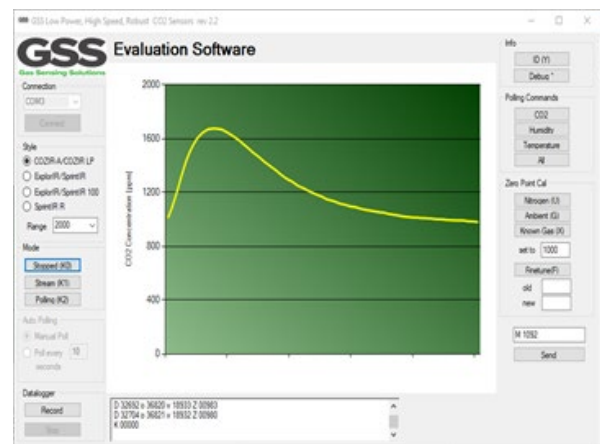 GSS Low Power, High Speed, Robust CO2 Sensors rev 2.2
GSS
Gas Sensing Solutions
Evaluation Software
Connection
COM3
Connect
Style
COZIR-A/COZIR LP
ExplorIR/SprintIR
ExplorIR/SprintIR 100
SprintIR R
Range 2000
Mode
Stopped (K0)
Stream (K1)
Polling (K2)
Auto Polling
Manual Poll
Poll every 10
seconds
Datalogger
Record
Stop
CO2 Concentration (ppm)
2000
1600
1200
800
400
0
D 32692 o 36820 v 18933 Z 00983
D 32704 o 36821 v 18932 Z 00980
K 00000
Info
ID (Y)
Debug *
Polling Commands
CO2
Humidity
Temperature
All
Zero Point Cal
Nitrogen (U)
Ambient (G)
Known Gas (X)
set to 1000
Finetune(F)
old
new
M 1092
Send